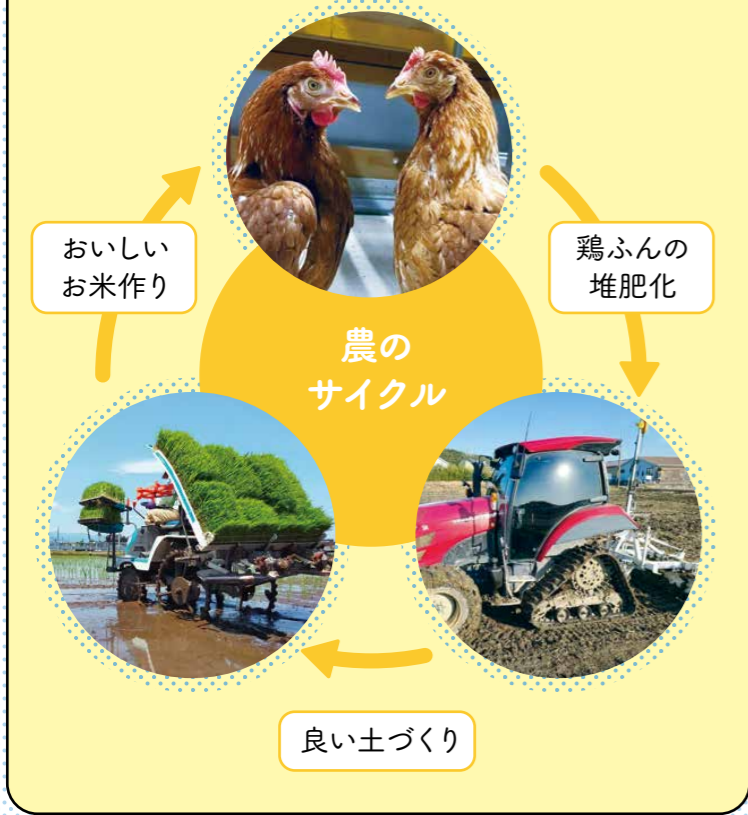 農の
サイクル
鶏ふんの
堆肥化
良い土づくり
おいしい
お米作り